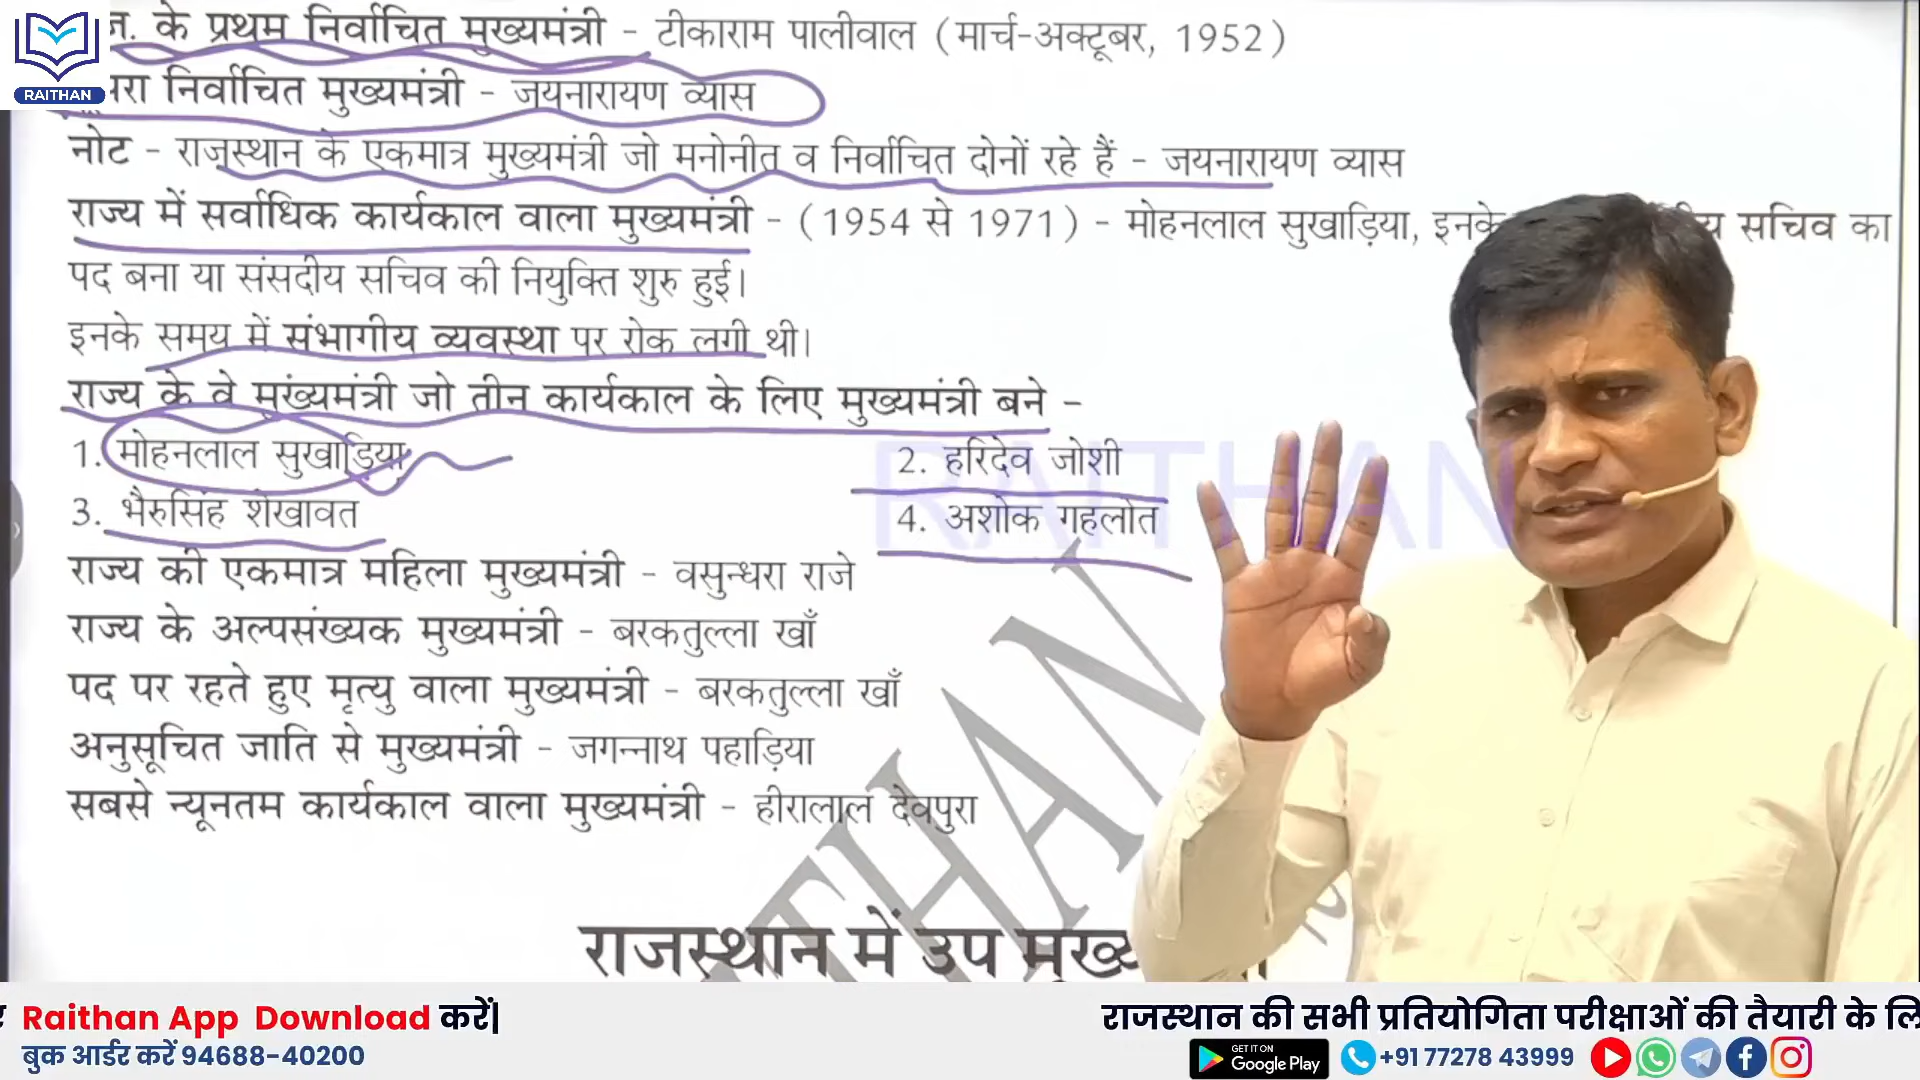 के प्रथम निर्वाचित मुख्यमंत्री - टीकाराम पालीवाल (मार्च-अक्टूबर, 1952)
RAITHAN
निर्वाचित मुख्यमंत्री - जयनारायण व्यास
नोट - राजस्थान के एकमात्र मुख्यमंत्री जो मनोनीत व निर्वाचित दोनों रहे हैं - जयनारायण व्यास
राज्य में सर्वाधिक कार्यकाल वाला मुख्यमंत्री - (1954 से 1971) - मोहनलाल सुखाड़िया, इनके सचिव का
पद बना या संसदीय सचिव की नियुक्ति शुरु हुई।
इनके समय में संभागीय व्यवस्था पर रोक लगी थी।
राज्य के वे मुंख्यमंत्री जो तीन कार्यकाल के लिए मुख्यमंत्री बने -
1. मोहनलाल सुखाड़िया 2. हरिदेव जोशी
3. भैरुसिंह शेखावत 4. अशोक गहलोत
RAITHAN
राज्य की एकमात्र महिला मुख्यमंत्री - वसुन्धरा राजे
राज्य के अल्पसंख्यक मुख्यमंत्री - बरकतुल्ला खाँ
पद पर रहते हुए मृत्यु वाला मुख्यमंत्री - बरकतुल्ला खाँ
अनुसूचित जाति से मुख्यमंत्री - जगन्नाथ पहाड़िया
सबसे न्यूनतम कार्यकाल वाला मुख्यमंत्री - हीरालाल देवपुरा
राजस्थान में उप
Raithan App Download करें|
बुक आर्डर करें 94688-40200
राजस्थान की सभी प्रतियोगिता परीक्षाओं की तैयारी के
GET IT ON
Google Play
+91 77278 43999